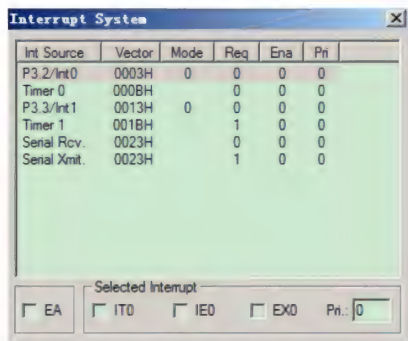 Interrupt System
Int Source Vector Mode Req Ena Pri
P3.2/Int0 0003H 0 0 0 0
Timer 0 000BH 0 0 0
P3.3/Int1 0013H 0 0 0 0
Timer 1 001BH 1 0 0
Serial Rcv. 0023H 0 0 0
Serial Xmit. 0023H 1 0 0
Selected Interrupt
EA IT0 IE0 EX0 Pri.: 0